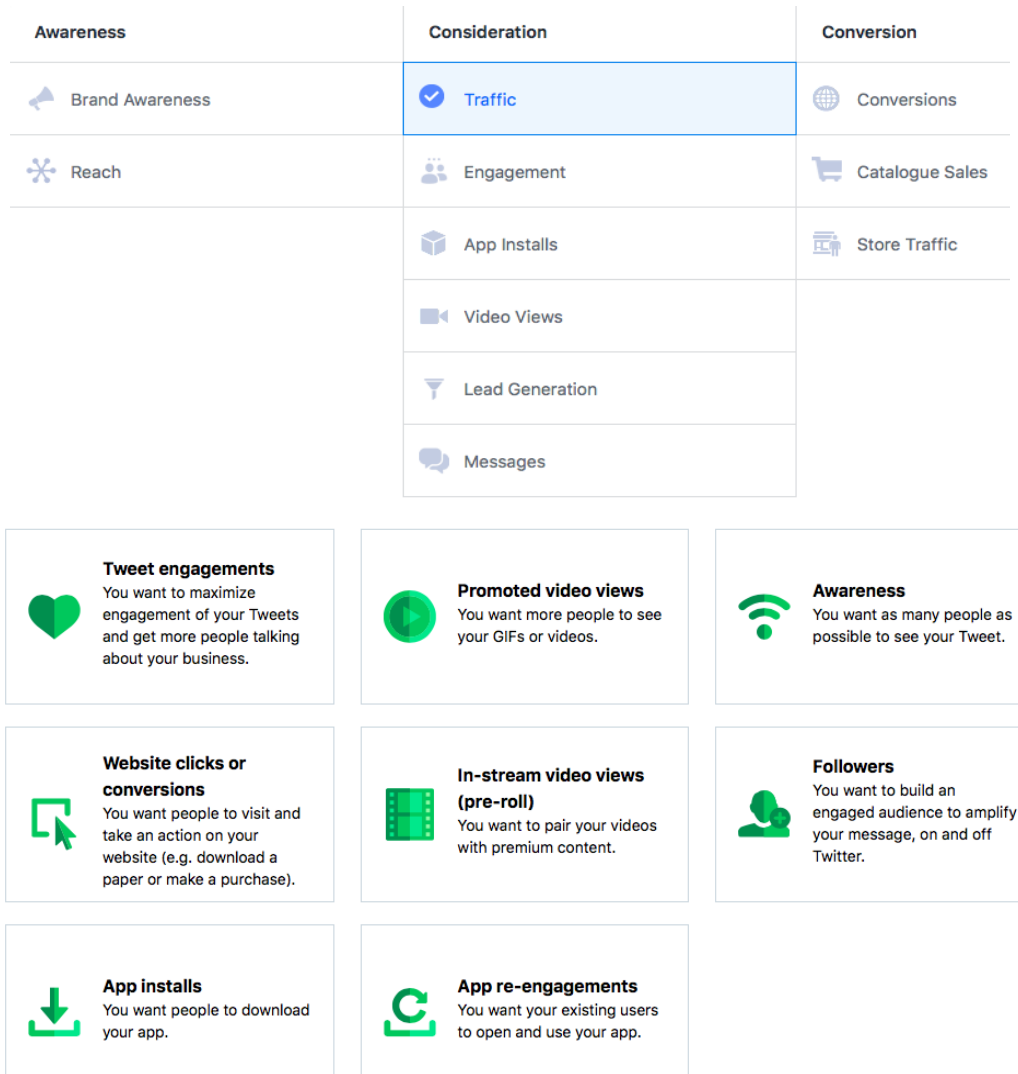 Awareness
Consideration
Conversion
Brand Awareness
Traffic
Conversions
Reach
Engagement
Catalogue Sales
App Installs
Store Traffic
Video Views
Lead Generation
Messages
Tweet engagements
You want to maximize
engagement of your Tweets
and get more people talking
about your business.
Promoted video views
You want more people to see
your GIFs or videos.
Awareness
You want as many people as
possible to see your Tweet.
Website clicks or
conversions
You want people to visit and
take an action on your
website (e.g. download a
paper or make a purchase).
In-stream video views
(pre-roll)
You want to pair your videos
with premium content.
Followers
You want to build an
engaged audience to amplify
your message, on and off
Twitter.
App installs
You want people to download
your app.
App re-engagements
You want your existing users
to open and use your app.